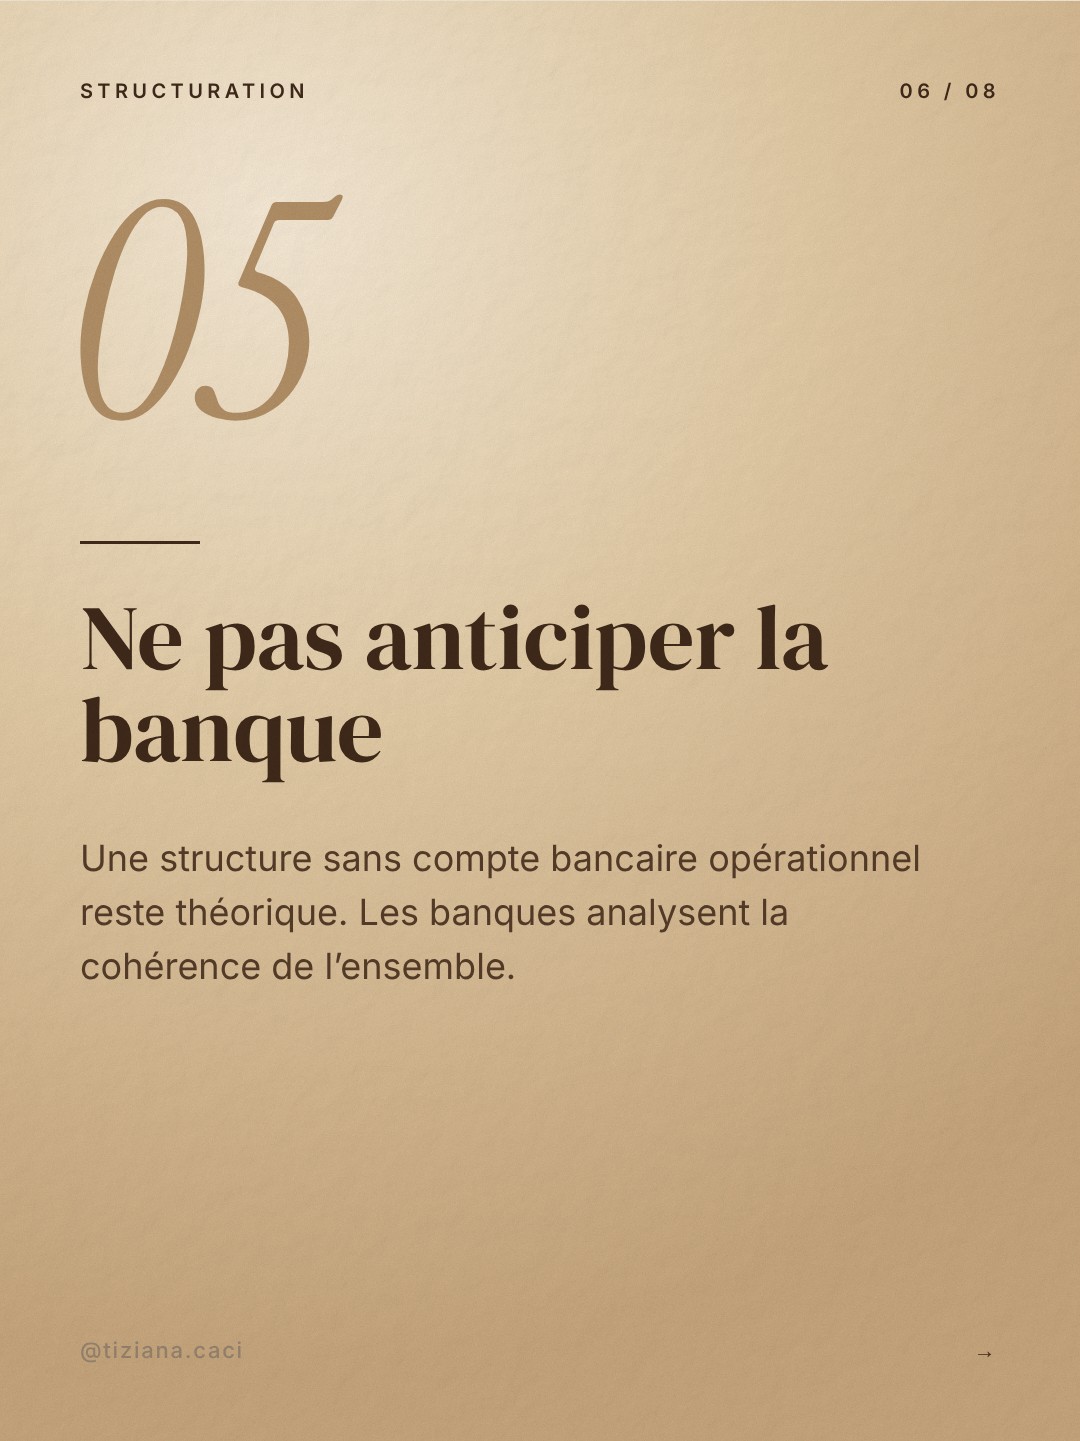 STRUCTURATION
06 / 08
05
Ne pas anticiper la
banque
Une structure sans compte bancaire opérationnel
reste théorique. Les banques analysent la
cohérence de l’ensemble.
@tiziana.caci
→